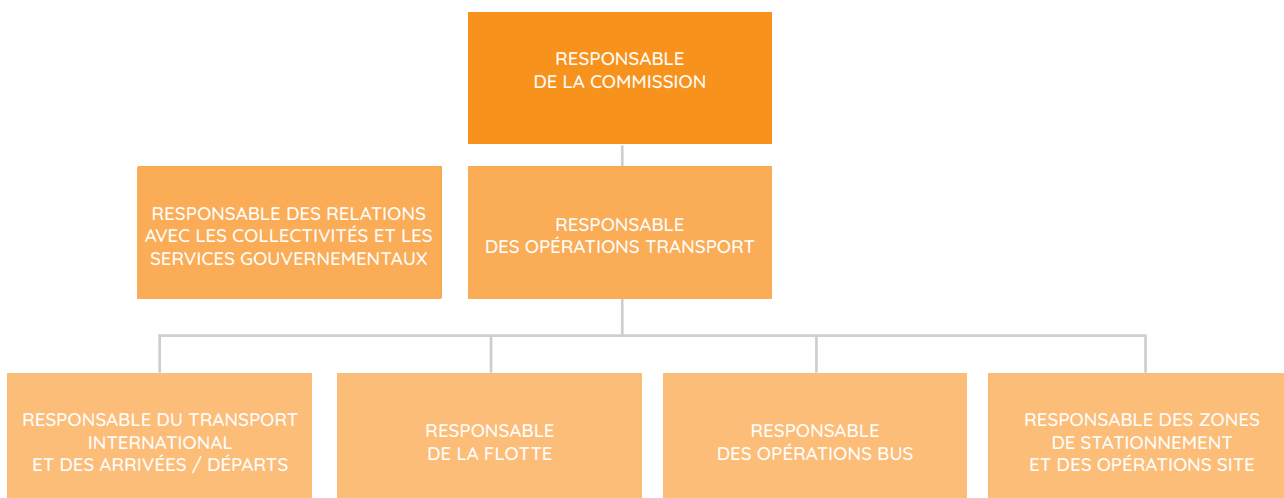 RESPONSABLE
DE LA COMMISSION
RESPONSABLE DES RELATIONS
AVEC LES COLLECTIVITÉS ET LES
SERVICES GOUVERNEMENTAUX
RESPONSABLE
DES OPÉRATIONS TRANSPORT
RESPONSABLE DU TRANSPORT
INTERNATIONAL
ET DES ARRIVÉES / DÉPARTS
RESPONSABLE
DE LA FLOTTE
RESPONSABLE
DES OPÉRATIONS BUS
RESPONSABLE DES ZONES
DE STATIONNEMENT
ET DES OPÉRATIONS SITE